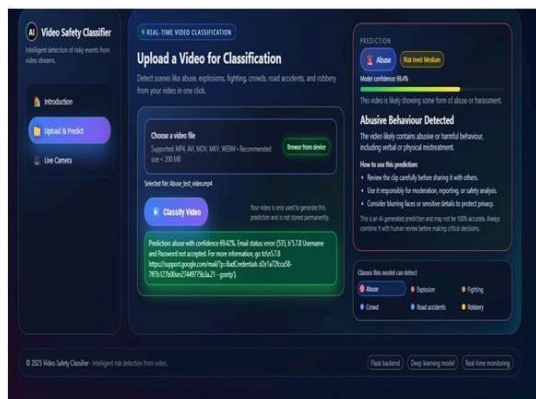 AI Video Safety Classifier
Intelligent detection of risky events from
video streams.
Introduction
Upload & Predict
Live Camera
REAL-TIME VIDEO CLASSIFICATION
Upload a Video for Classification
Detect scenes like abuse, explosions, fighting, crowds, road accidents, and robbery
from your video in one click.
Choose a video file
Supported: MP4, AVI, MOV, MKV, WEBM • Recommended
size < 200 MB
Browse from device
Selected file: Abuse_test_video.mp4
Classify Video
Your video is only used to generate this
prediction and is not stored permanently.
Prediction: abuse with confidence 69.42%. Email status: error: (535, b'5.7.8 Username
and Password not accepted. For more information, go to\n5.7.8
https://support.google.com/mail/?p=BadCredentials
- gsmtp').
PREDICTION
Abuse
Risk level: Medium
Model confidence: 69.4%
This video is likely showing some form of abuse or harassment.
Abusive Behaviour Detected
The video likely contains abusive or harmful behaviour,
including verbal or physical mistreatment.
How to use this prediction:
• Review the clip carefully before sharing it with others.
• Use it responsibly for moderation, reporting, or safety analysis.
• Consider blurring faces or sensitive details to protect privacy.
This is an AI-generated prediction and may not be 100% accurate. Always
combine it with human review before making critical decisions.
Classes this model can detect
Abuse
Explosion
Fighting
Crowd
Road accidents
Robbery
© 2025 Video Safety Classifier · Intelligent risk detection from video.
Flask backend
Deep learning model
Real-time monitoring